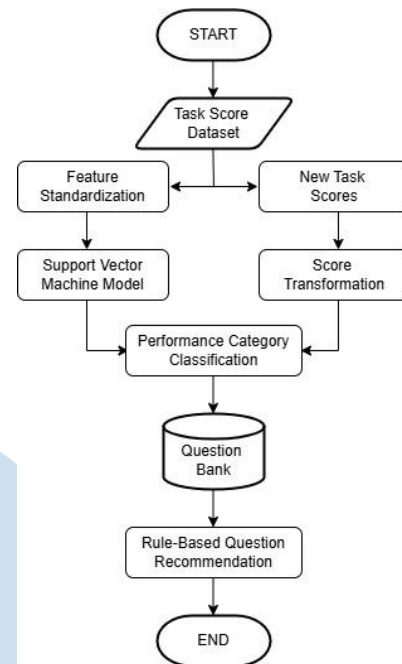 START
Task Score
Dataset
Feature
Standardization
New Task
Scores
Support Vector
Machine Model
Score
Transformation
Performance Category
Classification
Question
Bank
Rule-Based Question
Recommendation
END